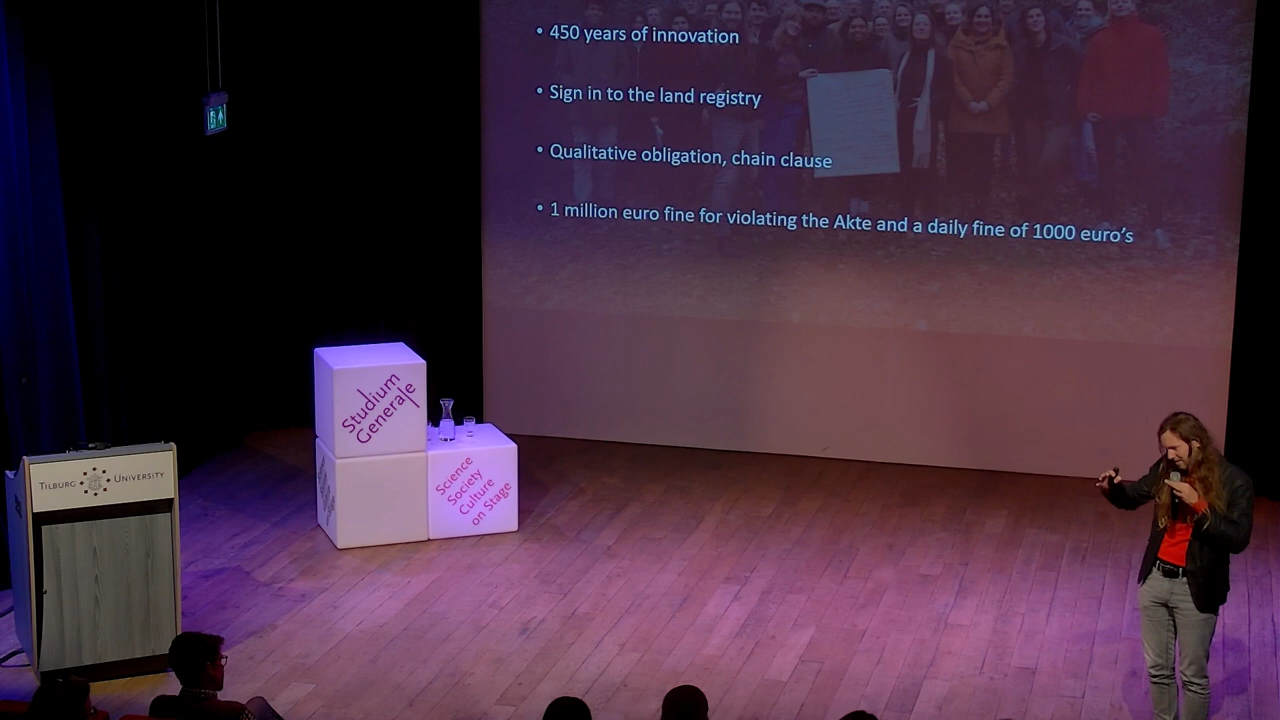 • 450 years of innovation
• Sign in to the land registry
• Qualitative obligation, chain clause
• 1 million euro fine for violating the Akte and a daily fine of 1000 euro's
Studium
Generale
Science
Society
Culture
on Stage
TILBURG UNIVERSITY